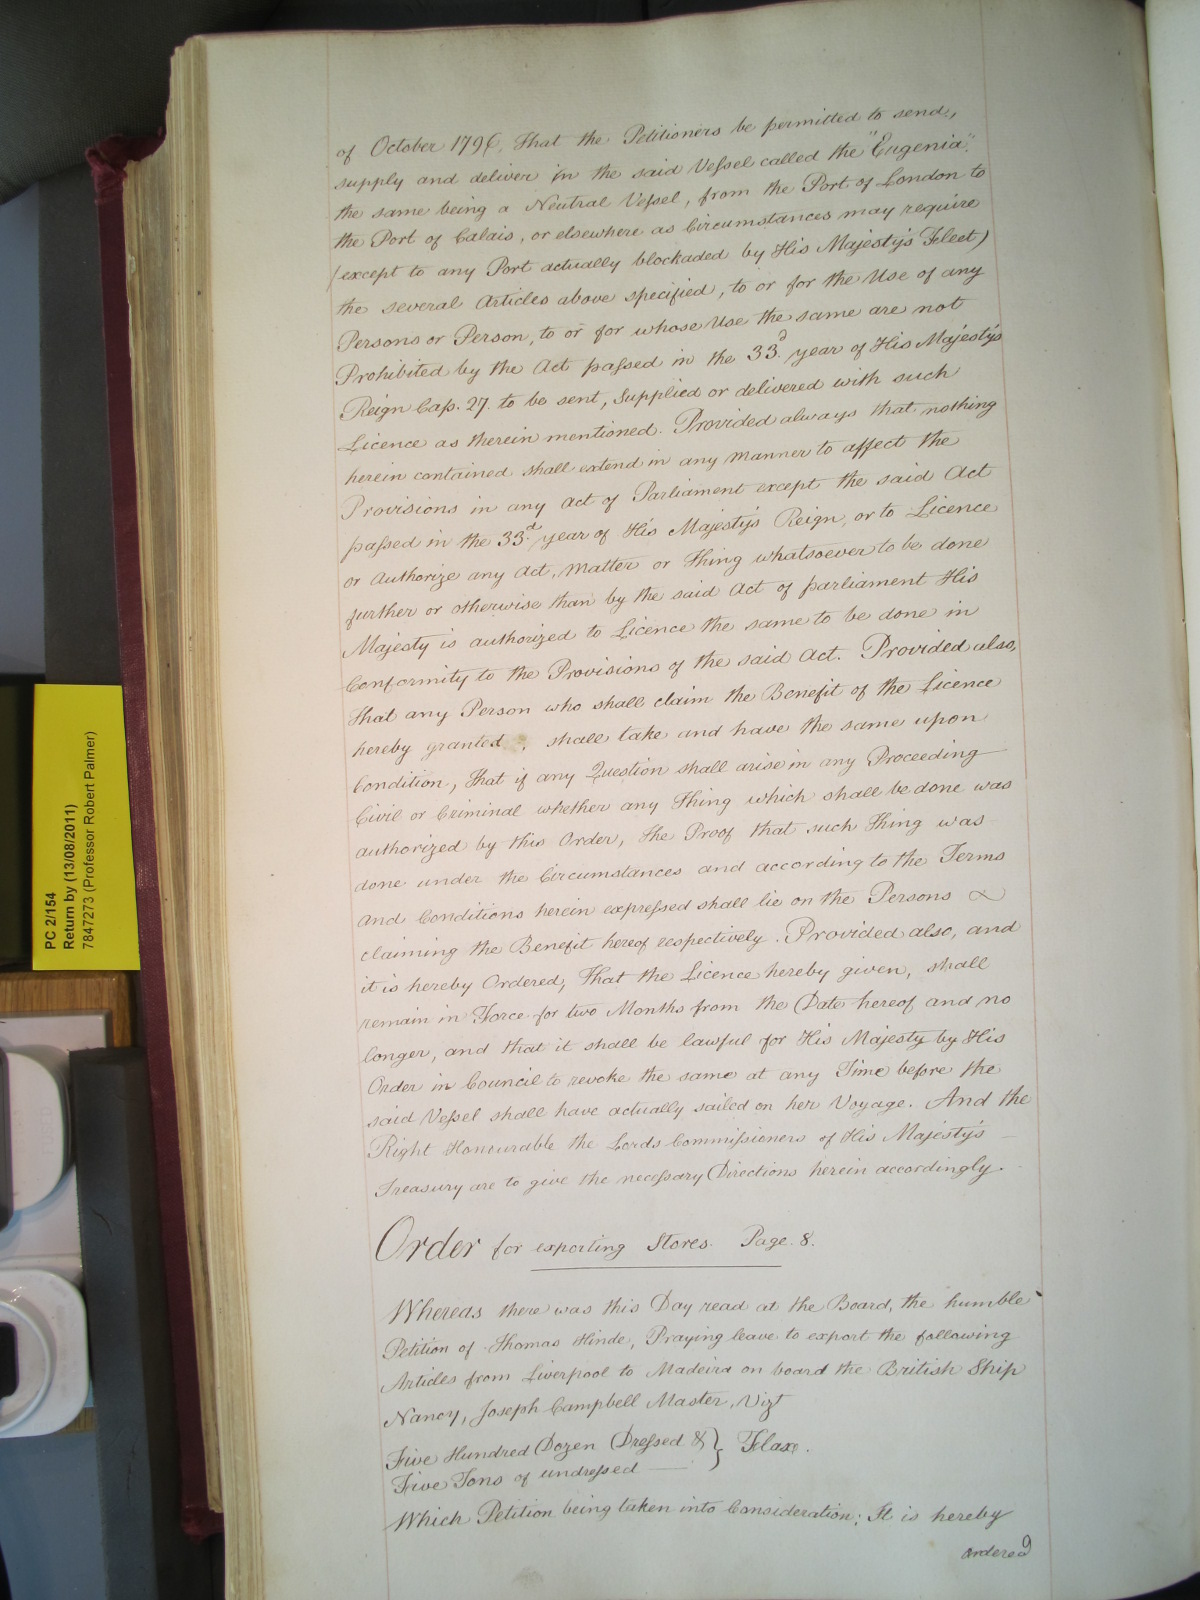 of October 1796, That the Petitioners be permitted to send,
supply and deliver in the said Vessel called the "Eugenia",
the same being a Neutral Vessel, from the Port of London to
the Port of Calais, or elsewhere as Circumstances may require
(except to any Port actually blockaded by His Majesty's Fleet)
the several Articles above specified, to or for the Use of any
Persons or Person, to or for whose Use the same are not
Prohibited by the Act passed in the 33d. year of His Majesty's
Reign Cap. 27. to be sent, Supplied or delivered with such
Licence as therein mentioned. Provided always that nothing
herein contained shall extend in any manner to affect the
Provisions in any Act of Parliament except the said Act
passed in the 33d. year of His Majesty's Reign, or to Licence
or Authorize any Act, Matter or Thing whatsoever to be done
further or otherwise than by the said Act of parliament His
Majesty is authorized to Licence the same to be done in
Conformity to the Provisions of the said Act. Provided also,
that any Person who shall claim the Benefit of the Licence
hereby granted, shall take and have the same upon
Condition, That if any Question shall arise in any Proceeding
Civil or Criminal whether any Thing which shall be done was
authorized by this Order, the Proof that such Thing was
done under the Circumstances and according to the Terms
and Conditions herein expressed shall lie on the Persons
claiming the Benefit hereof respectively. Provided also, and
it is hereby Ordered, That the Licence hereby given, shall
remain in Force for two Months from the Date hereof and no
longer, and that it shall be lawful for His Majesty by His
Order in Council to revoke the same at any Time before the
said Vessel shall have actually sailed on her Voyage. And the
Right Honourable the Lords Commissioners of His Majesty's
Treasury are to give the necessary Directions herein accordingly.
Order for exporting Stores. Page. 8.
Whereas there was this Day read at the Board, the humble
Petition of Thomas Hinde, Praying leave to export the following
Articles from Liverpool to Madeira on board the British Ship
Nancy, Joseph Campbell Master, Vizt
Five Hundred Dozen Dressed & } Flax.
Five Tons of undressed
Which Petition being taken into Consideration; It is hereby
ordered
PC 2/154
Return by (13/08/2011)
7847273 (Professor Robert Palmer)